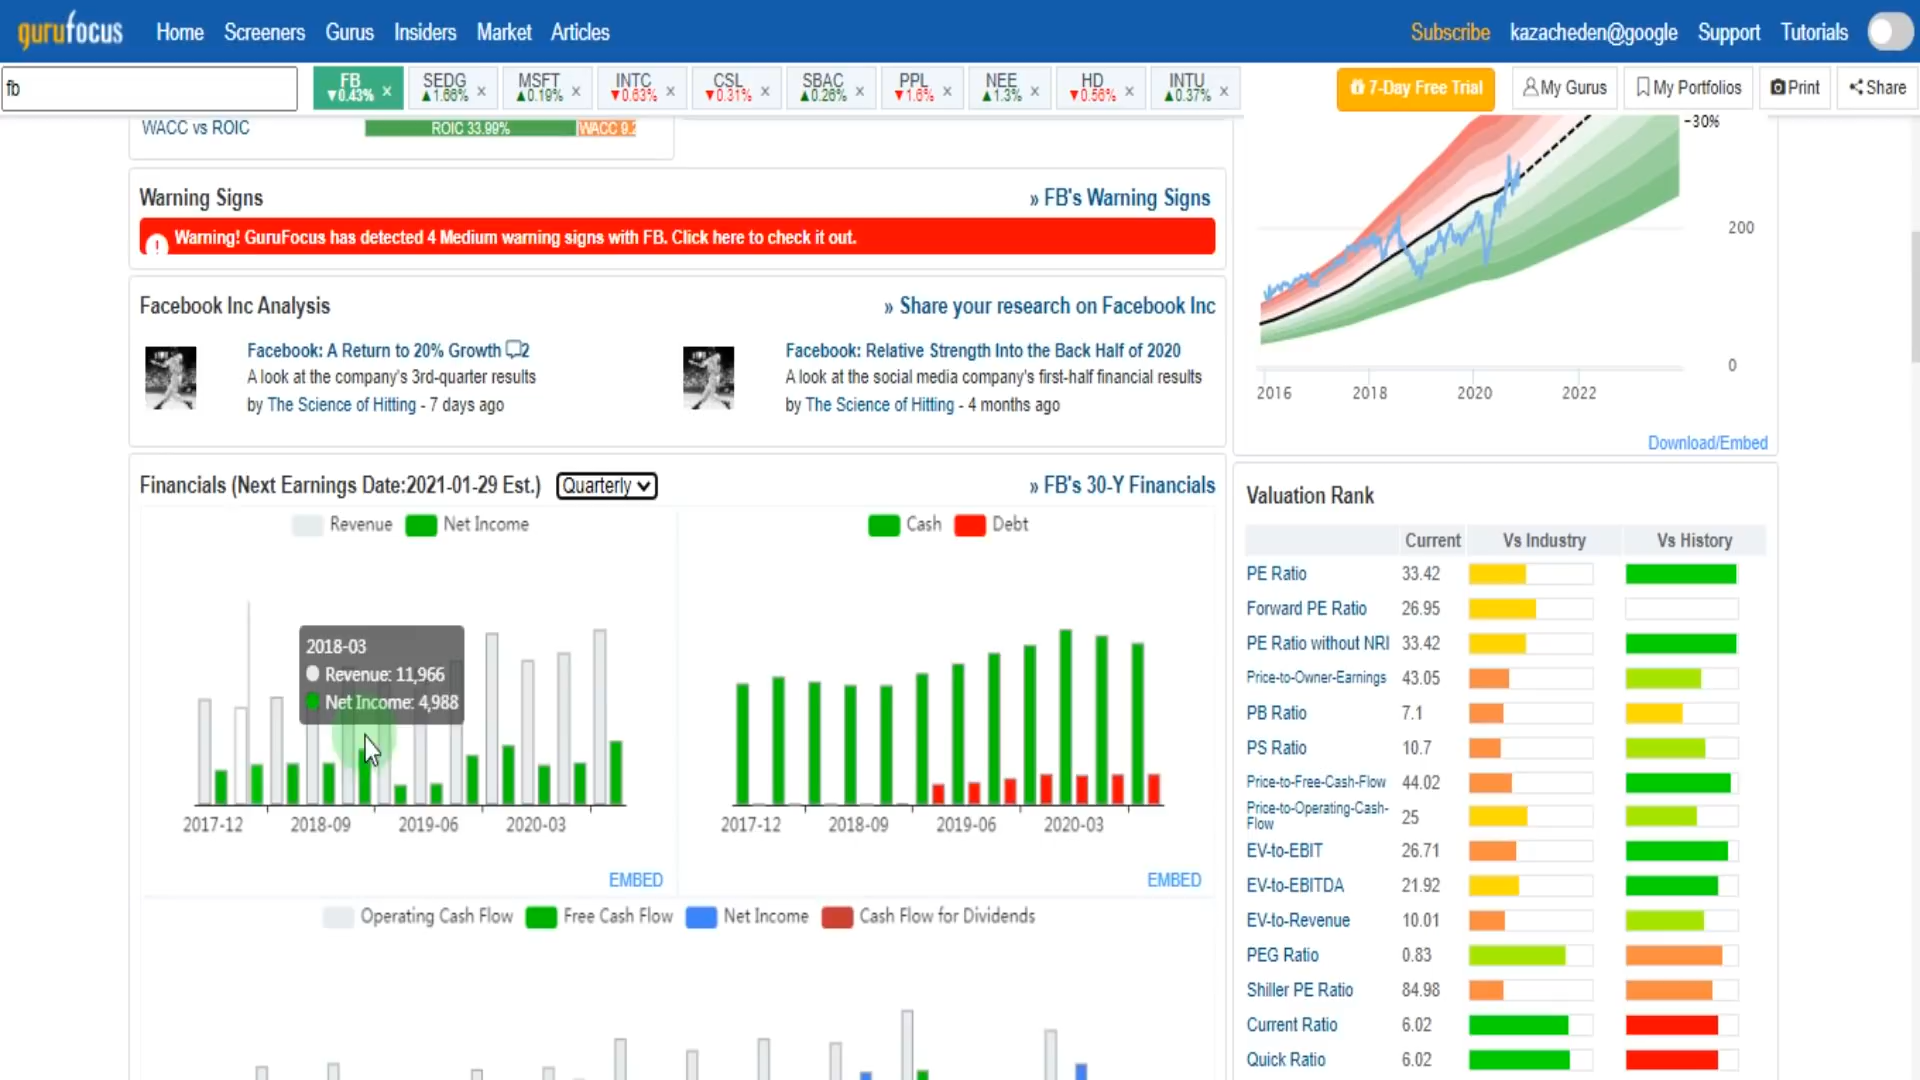 gurufocus
Home Screeners Gurus Insiders Market Articles
Subscribe kazacheden@google Support Tutorials
fb
FB ▼0.43% ×
SEDG ▲1.66% ×
MSFT ▲0.19% ×
INTC ▼0.63% ×
CSL ▼0.31% ×
SBAC ▲0.26% ×
PPL ▼1.6% ×
NEE ▲1.3% ×
HD ▼0.56% ×
INTU ▲0.37% ×
7-Day Free Trial
My Gurus
My Portfolios
Print
Share
WACC vs ROIC
ROIC 33.99%
WACC 9.2
Warning Signs
» FB's Warning Signs
! Warning! GuruFocus has detected 4 Medium warning signs with FB. Click here to check it out.
Facebook Inc Analysis
» Share your research on Facebook Inc
Facebook: A Return to 20% Growth 2
A look at the company's 3rd-quarter results
by The Science of Hitting - 7 days ago
Facebook: Relative Strength Into the Back Half of 2020
A look at the social media company's first-half financial results
by The Science of Hitting - 4 months ago
Financials (Next Earnings Date:2021-01-29 Est.) Quarterly
» FB's 30-Y Financials
Revenue Net Income
2018-03
Revenue: 11,966
Net Income: 4,988
2017-12 2018-09 2019-06 2020-03
EMBED
Cash Debt
2017-12 2018-09 2019-06 2020-03
EMBED
Operating Cash Flow Free Cash Flow Net Income Cash Flow for Dividends
-30%
200
0
2016 2018 2020 2022
Download/Embed
Valuation Rank
Current Vs Industry Vs History
PE Ratio 33.42
Forward PE Ratio 26.95
PE Ratio without NRI 33.42
Price-to-Owner-Earnings 43.05
PB Ratio 7.1
PS Ratio 10.7
Price-to-Free-Cash-Flow 44.02
Price-to-Operating-Cash-
Flow 25
EV-to-EBIT 26.71
EV-to-EBITDA 21.92
EV-to-Revenue 10.01
PEG Ratio 0.83
Shiller PE Ratio 84.98
Current Ratio 6.02
Quick Ratio 6.02